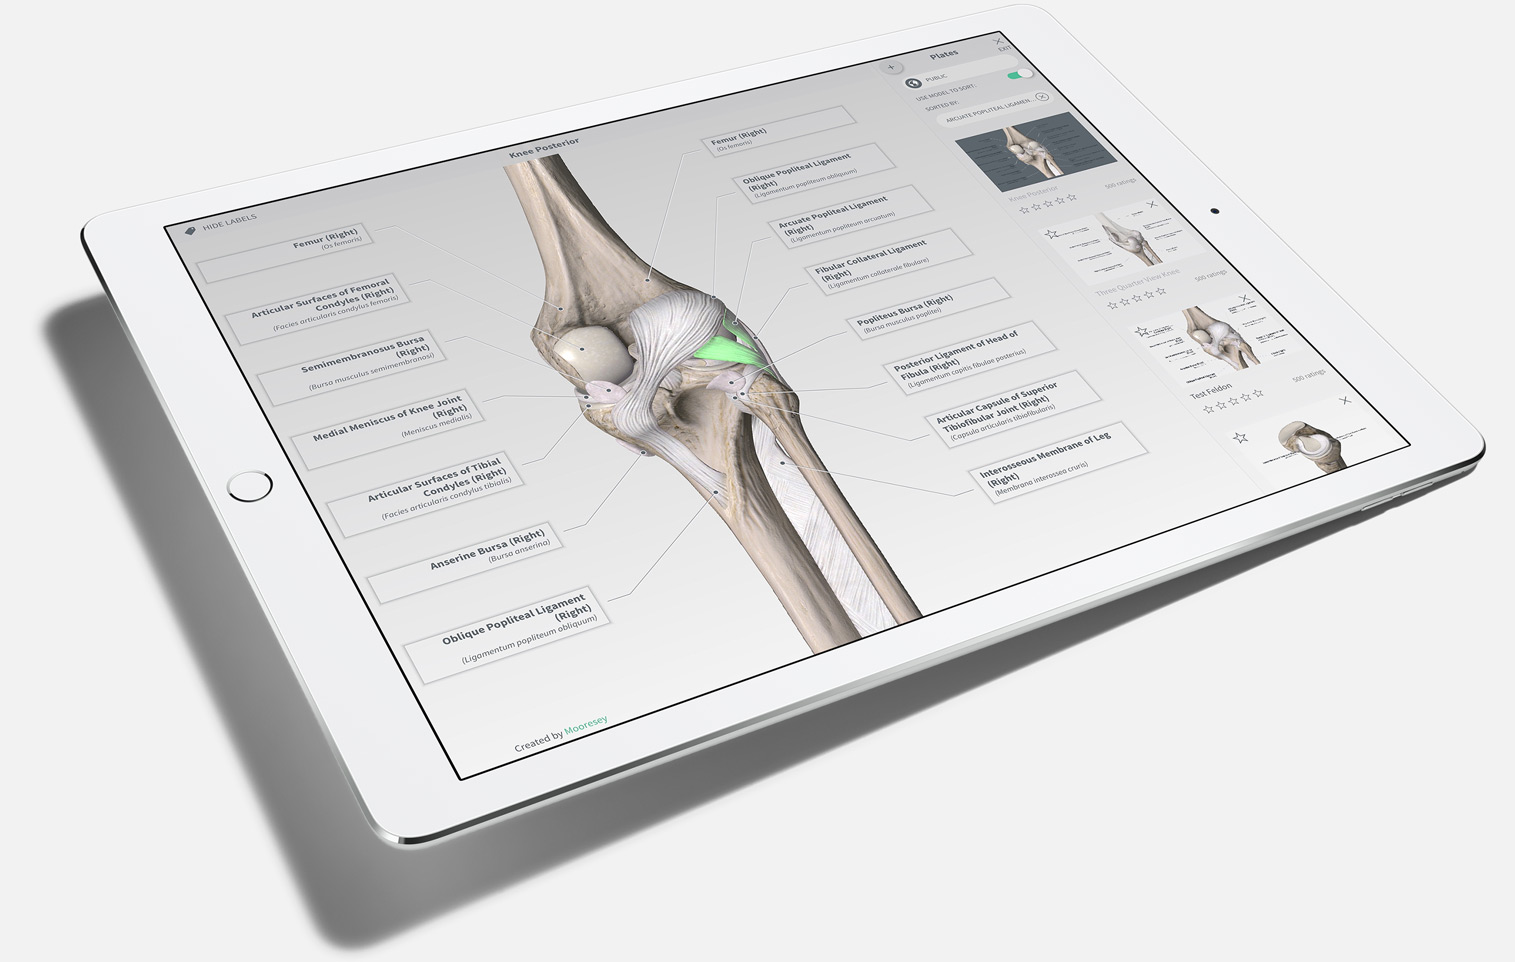 Knee Posterior
HIDE LABELS
Femur (Right)
(Os femoris)
Articular Surfaces of Femoral
Condyles (Right)
(Facies articularis condylus femoris)
Semimembranosus Bursa
(Right)
(Bursa musculus semimembranosi)
Medial Meniscus of Knee Joint
(Right)
(Meniscus medialis)
Articular Surfaces of Tibial
Condyles (Right)
(Facies articularis condylus tibialis)
Anserine Bursa (Right)
(Bursa anserina)
Oblique Popliteal Ligament
(Right)
(Ligamentum popliteum obliquum)
Created by Mooresey
Femur (Right)
(Os femoris)
Oblique Popliteal Ligament
(Right)
(Ligamentum popliteum obliquum)
Arcuate Popliteal Ligament
(Right)
(Ligamentum popliteum arcuatum)
Fibular Collateral Ligament
(Right)
(Ligamentum collaterale fibulare)
Popliteus Bursa (Right)
(Bursa musculus poplitei)
Posterior Ligament of Head of
Fibula (Right)
(Ligamentum capitis fibulae posterius)
Articular Capsule of Superior
Tibiofibular Joint (Right)
(Capsula articularis tibiofibularis)
Interosseous Membrane of Leg
(Right)
(Membrana interossea cruris)
Plates
EXIT
PUBLIC
USE MODEL TO SORT:
SORTED BY:
ARCUATE POPLITEAL LIGAMEN...
Knee Posterior
500 ratings
Three Quarter View Knee
500 ratings
Test Feldon
500 ratings